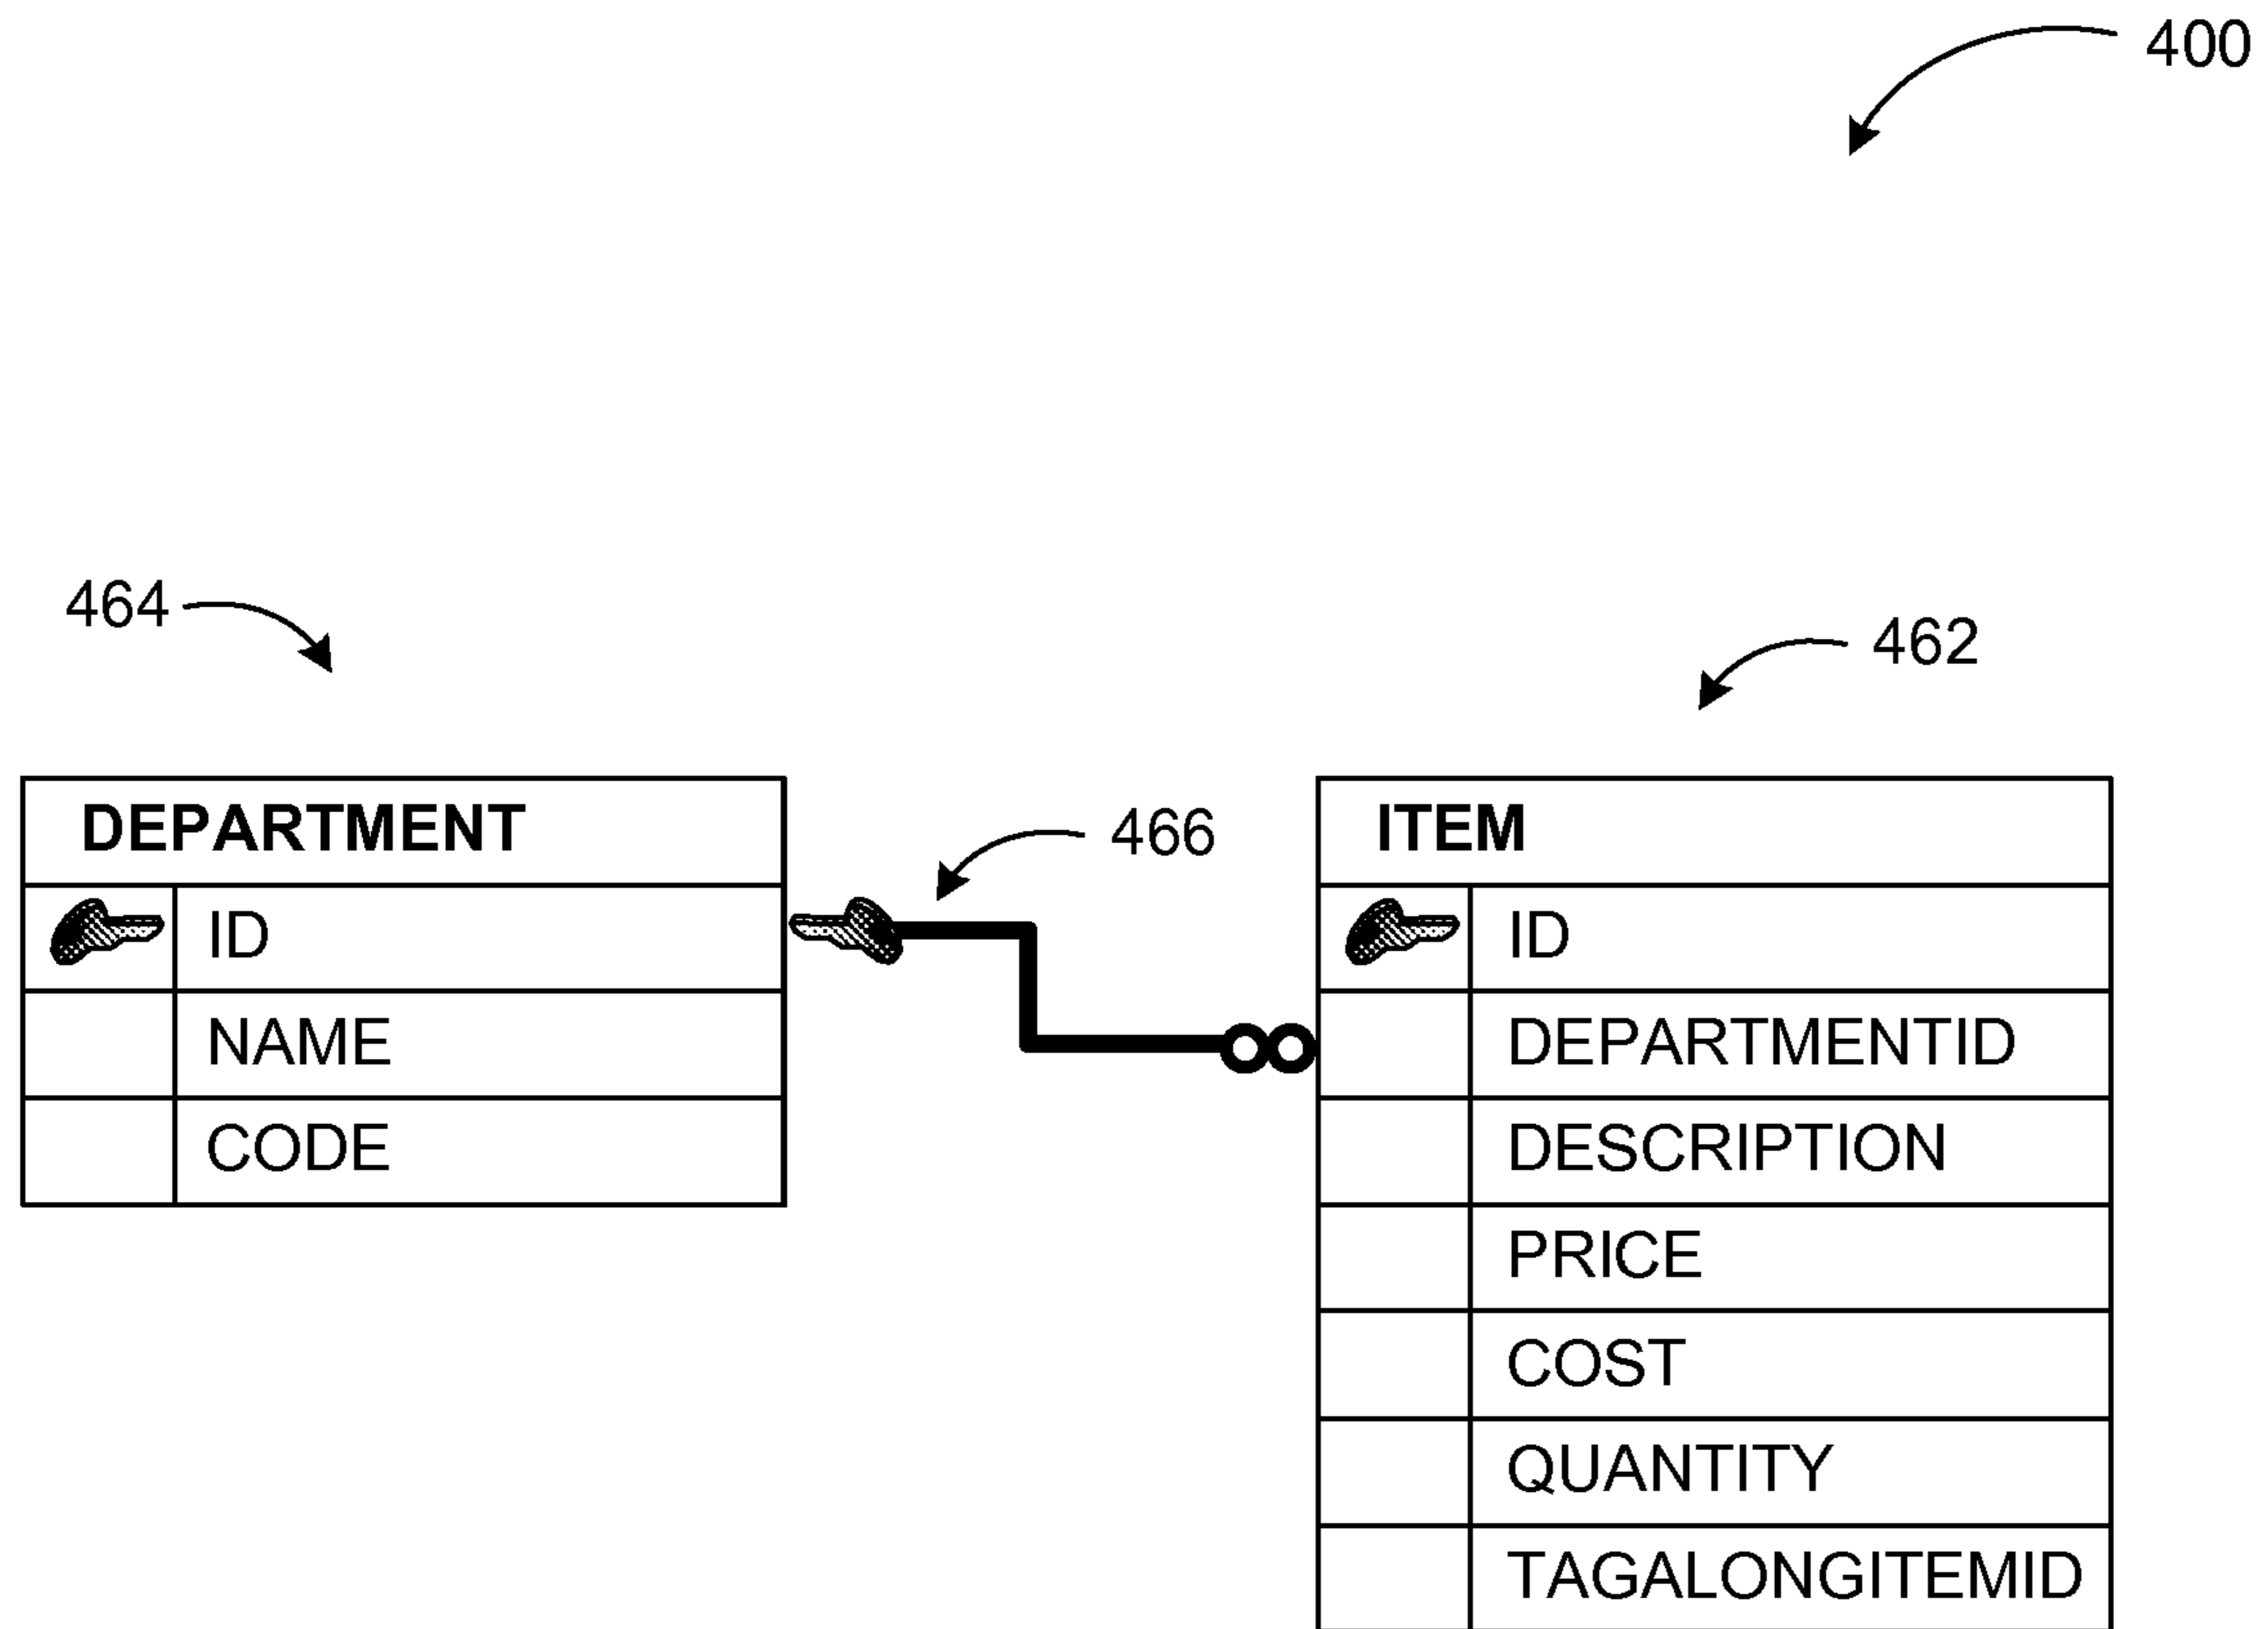 400
464
462
466
DEPARTMENT
ID
NAME
CODE
ITEM
ID
DEPARTMENTID
DESCRIPTION
PRICE
COST
QUANTITY
TAGALONGITEMID